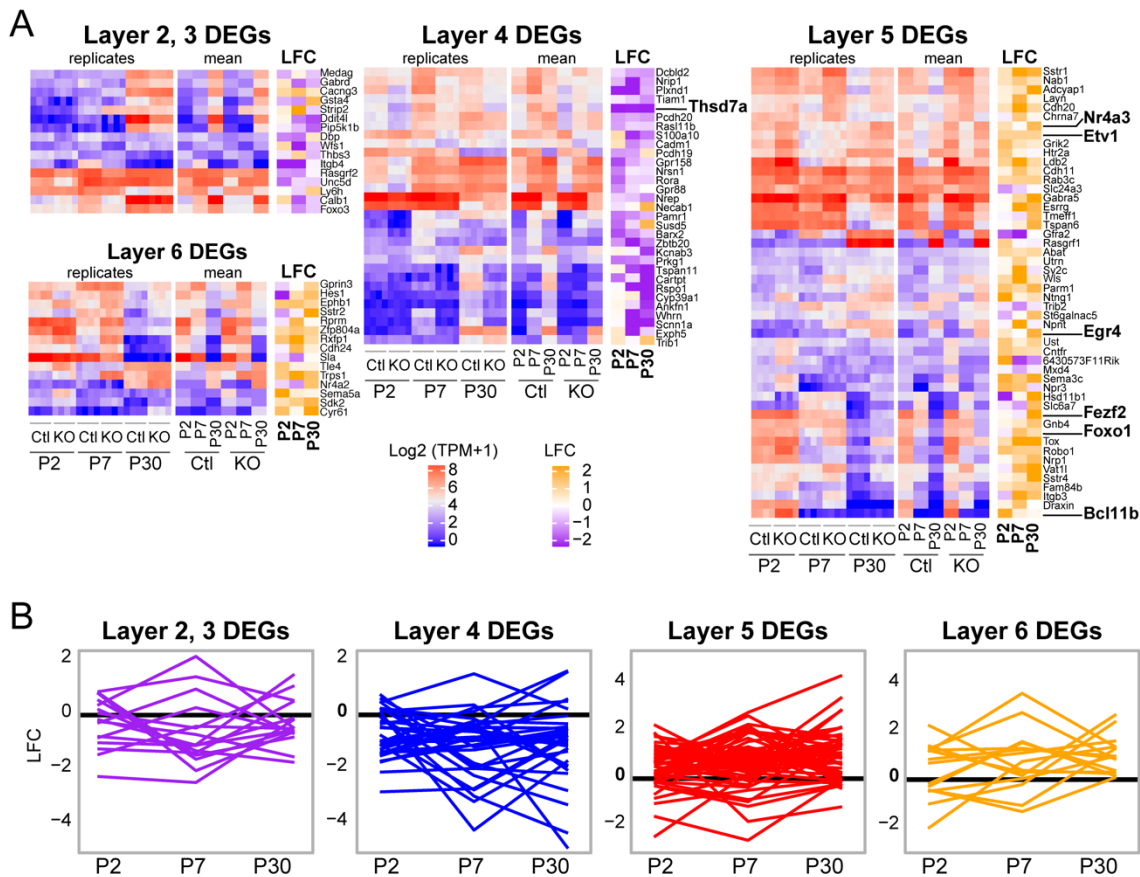 A
Layer 2, 3 DEGs
replicates mean LFC
Medag
Gabrd
Cacng3
Gsta4
Strip2
Ddit4l
Pip5k1b
Dbp
Wfs1
Thbs3
Itgb4
Rasgrf2
Unc5d
Ly6h
Calb1
Foxo3
Layer 6 DEGs
replicates mean LFC
Gprin3
Hes1
Ephb1
Sstr2
Rprm
Zfp804a
Rxfp1
Cdh24
Sla
Tle4
Trps1
Nr4a2
Sema5a
Sdk2
Cyr61
Ctl KO Ctl KO Ctl KO P2 P7 P30 P2 P7 P30 P2 P7 P30
P2 P7 P30 Ctl KO
Layer 4 DEGs
replicates mean LFC
Dcbld2
Nrip1
Plxnd1
Tiam1
Thsd7a
Pcdh20
Rasl11b
S100a10
Cadm1
Pcdh19
Gpr158
Nrsn1
Rora
Gpr88
Nrep
Necab1
Pamr1
Susd5
Barx2
Zbtb20
Kcnab3
Prkg1
Tspan11
Cartpt
Rspo1
Cyp39a1
Ankfn1
Whrn
Scnn1a
Exph5
Trib1
Ctl KO Ctl KO Ctl KO P2 P7 P30 P2 P7 P30 P2 P7 P30
P2 P7 P30 Ctl KO
Log2 (TPM+1)
8
6
4
2
0
LFC
2
1
0
−1
−2
Layer 5 DEGs
replicates mean LFC
Sstr1
Nab1
Adcyap1
Layn
Cdh20
Chrna7
Nr4a3
Etv1
Grik2
Htr2a
Ldb2
Cdh11
Rab3c
Slc24a3
Gabra5
Esrrg
Tmeff1
Tspan6
Gfra2
Rasgrf1
Abat
Utrn
Sv2c
Wls
Parm1
Ntng1
Trib2
St6galnac5
Npnt
Egr4
Ust
Cntfr
6430573F11Rik
Mxd4
Sema3c
Npr3
Hsd11b1
Slc6a7
Fezf2
Gnb4
Foxo1
Tox
Robo1
Nrp1
Vat1l
Sstr4
Fam84b
Itgb3
Draxin
Bcl11b
Ctl KO Ctl KO Ctl KO P2 P7 P30 P2 P7 P30 P2 P7 P30
P2 P7 P30 Ctl KO
B
Layer 2, 3 DEGs
LFC
2
0
−2
−4
P2 P7 P30
Layer 4 DEGs
2
0
−2
−4
P2 P7 P30
Layer 5 DEGs
4
2
0
−2
P2 P7 P30
Layer 6 DEGs
4
2
0
−2
P2 P7 P30